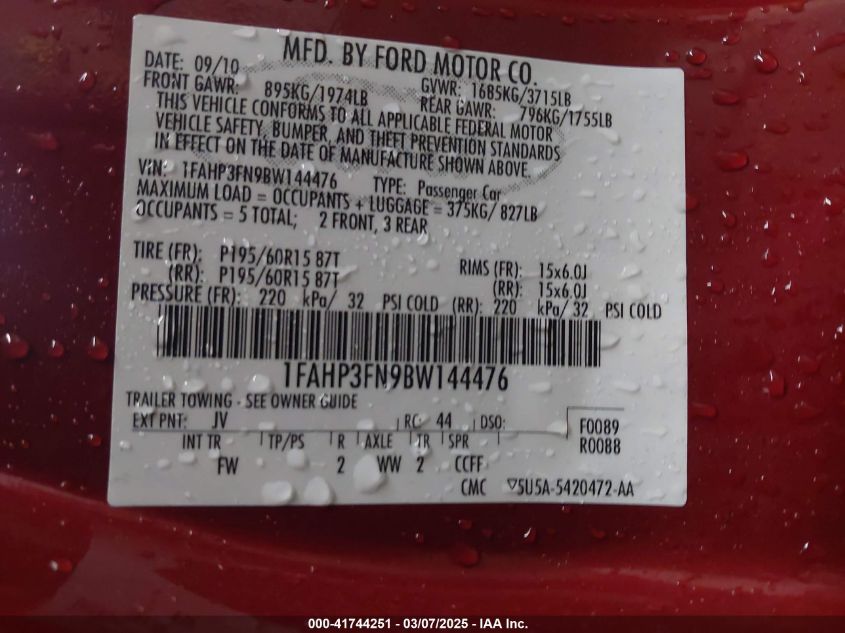 MFD. BY FORD MOTOR CO.
DATE: 09/10 GVWR: 1685KG/3715LB
FRONT GAWR: 895KG/1974LB REAR GAWR: 796KG/1755LB
THIS VEHICLE CONFORMS TO ALL APPLICABLE FEDERAL MOTOR
VEHICLE SAFETY, BUMPER, AND THEFT PREVENTION STANDARDS
IN EFFECT ON THE DATE OF MANUFACTURE SHOWN ABOVE.
VIN: 1FAHP3FN9BW144476 TYPE: Passenger Car
MAXIMUM LOAD = OCCUPANTS + LUGGAGE = 375KG/ 827LB
OCCUPANTS = 5 TOTAL; 2 FRONT, 3 REAR
TIRE (FR): P195/60R15 87T RIMS (FR): 15x6.0J
(RR): P195/60R15 87T (RR): 15x6.0J
PRESSURE (FR): 220 kPa/ 32 PSI COLD (RR): 220 kPa/ 32 PSI COLD
1FAHP3FN9BW144476
TRAILER TOWING - SEE OWNER GUIDE
EXT PNT: JV RC: 44 DSO: F0089
R0088
INT TR TP/PS R AXLE TR SPR
FW 2 WW 2 CCFF
CMC ▽5U5A-5420472-AA
000-41744251 - 03/07/2025 - IAA Inc.